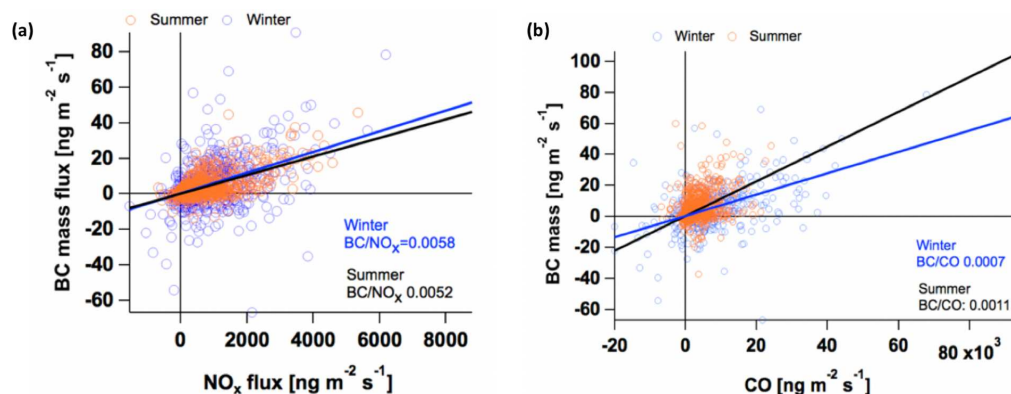 (a)
Summer Winter
80
60
40
20
0
-20
-40
-60
BC mass flux [ng m⁻² s⁻¹]
Winter
BC/NOₓ=0.0058
Summer
BC/NOₓ 0.0052
0 2000 4000 6000 8000
NOₓ flux [ng m⁻² s⁻¹]
(b)
Winter Summer
100
80
60
40
20
0
-20
-40
-60
BC mass [ng m⁻² s⁻¹]
Winter
BC/CO 0.0007
Summer
BC/CO: 0.0011
-20 0 20 40 60 80 x10³
CO [ng m⁻² s⁻¹]